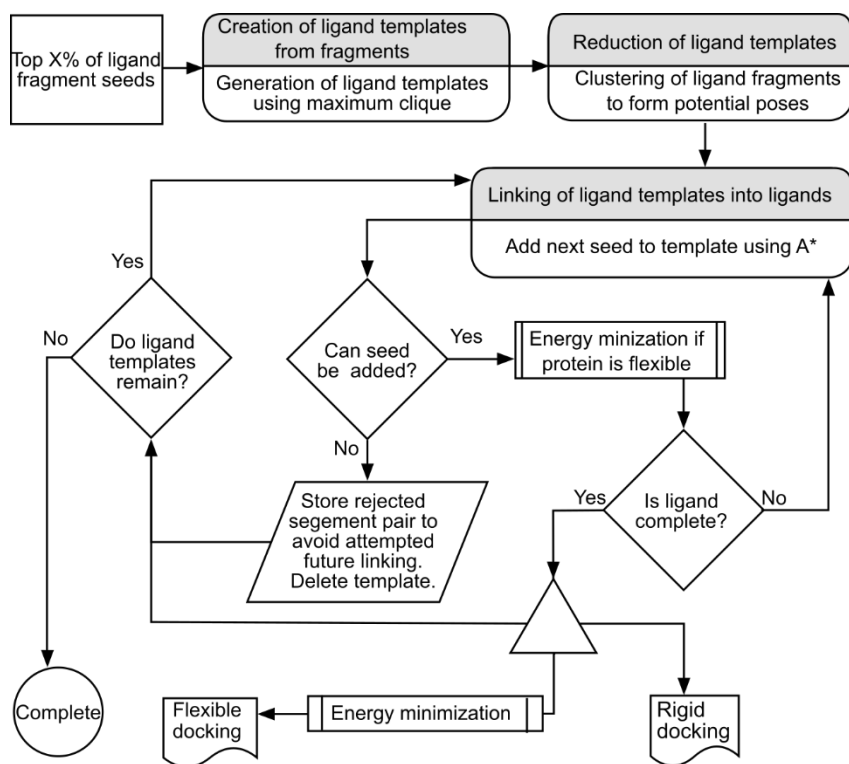 Top X% of ligand
fragment seeds
Creation of ligand templates
from fragments
Generation of ligand templates
using maximum clique
Reduction of ligand templates
Clustering of ligand fragments
to form potential poses
Linking of ligand templates into ligands
Add next seed to template using A*
Yes
No
Do ligand
templates
remain?
Can seed
be added?
Yes
No
Energy minization if
protein is flexible
Store rejected
segement pair to
avoid attempted
future linking.
Delete template.
Yes
Is ligand
complete?
No
Complete
Flexible
docking
Energy minimization
Rigid
docking